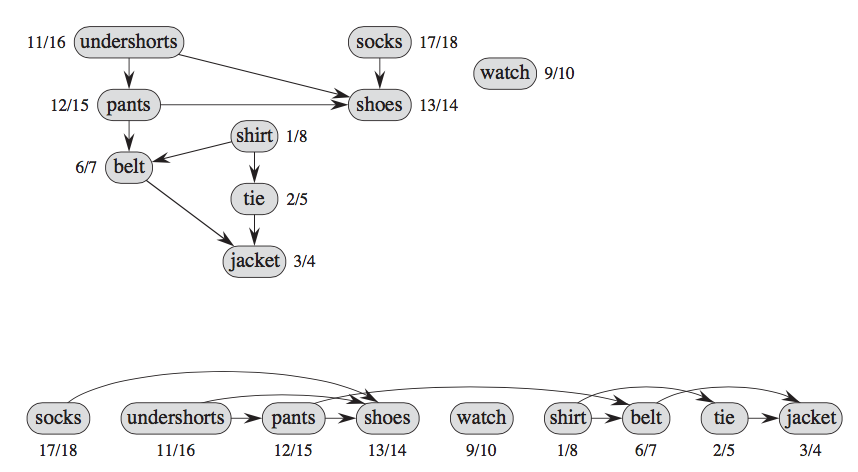 11/16 undershorts socks 17/18
watch 9/10
12/15 pants shoes 13/14
shirt 1/8
6/7 belt
tie 2/5
jacket 3/4
socks undershorts pants shoes watch shirt belt tie jacket
17/18 11/16 12/15 13/14 9/10 1/8 6/7 2/5 3/4